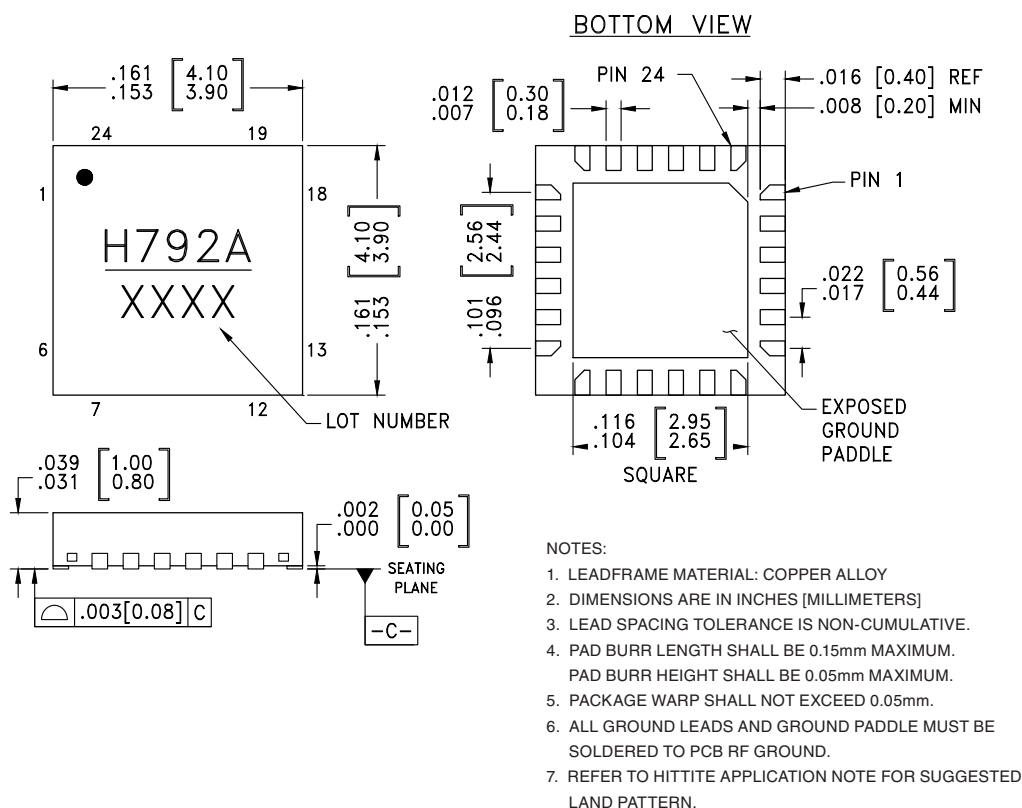 BOTTOM VIEW
.161 [4.10]
.153 [3.90]
24
19
1
18
H792A
XXXX
6
13
7
12
LOT NUMBER
.161 [4.10]
.153 [3.90]
.012 [0.30]
.007 [0.18]
PIN 24
.016 [0.40] REF
.008 [0.20] MIN
PIN 1
.101 [2.56]
.096 [2.44]
.022 [0.56]
.017 [0.44]
.116 [2.95]
.104 [2.65]
SQUARE
EXPOSED
GROUND
PADDLE
.039 [1.00]
.031 [0.80]
.002 [0.05]
.000 [0.00]
SEATING
PLANE
.003[0.08] C
-C-
NOTES:
1. LEADFRAME MATERIAL: COPPER ALLOY
2. DIMENSIONS ARE IN INCHES [MILLIMETERS]
3. LEAD SPACING TOLERANCE IS NON-CUMULATIVE.
4. PAD BURR LENGTH SHALL BE 0.15mm MAXIMUM.
PAD BURR HEIGHT SHALL BE 0.05mm MAXIMUM.
5. PACKAGE WARP SHALL NOT EXCEED 0.05mm.
6. ALL GROUND LEADS AND GROUND PADDLE MUST BE
SOLDERED TO PCB RF GROUND.
7. REFER TO HITTITE APPLICATION NOTE FOR SUGGESTED
LAND PATTERN.